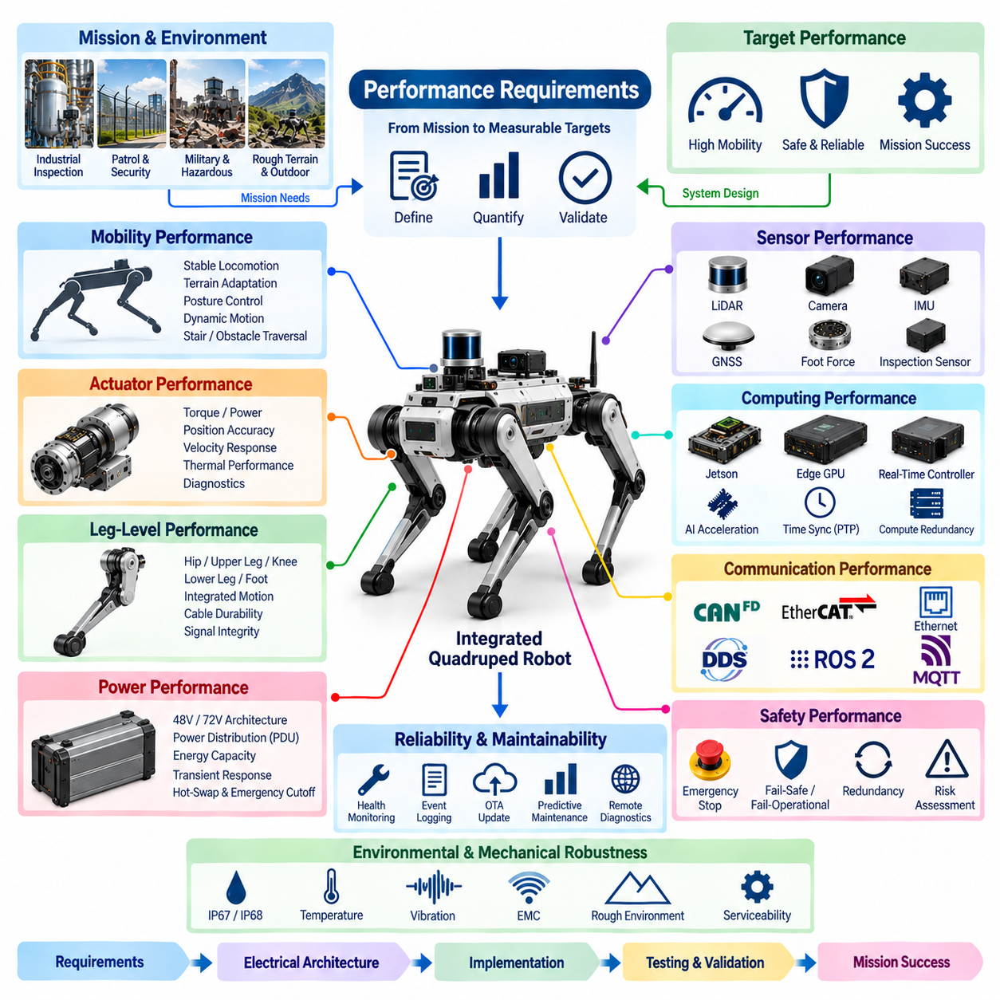 Mission & Environment
Industrial
Inspection
Patrol &
Security
Military &
Hazardous
Rough Terrain
& Outdoor
Mission Needs
Performance Requirements
From Mission to Measurable Targets
Define
Quantify
Validate
Target Performance
High Mobility
Safe & Reliable
Mission Success
System Design
Mobility Performance
Stable Locomotion
Terrain Adaptation
Posture Control
Dynamic Motion
Stair / Obstacle Traversal
Actuator Performance
Torque / Power
Position Accuracy
Velocity Response
Thermal Performance
Diagnostics
Leg-Level Performance
Hip / Upper Leg / Knee
Lower Leg / Foot
Integrated Motion
Cable Durability
Signal Integrity
Power Performance
48V / 72V Architecture
Power Distribution (PDU)
Energy Capacity
Transient Response
Hot-Swap & Emergency Cutoff
Integrated
Quadruped Robot
Sensor Performance
LiDAR
Camera
IMU
GNSS
Foot Force
Inspection Sensor
Computing Performance
Jetson
Edge GPU
Real-Time Controller
AI Acceleration
Time Sync (PTP)
Compute Redundancy
Communication Performance
CAN FD
EtherCAT
Ethernet
DDS
ROS 2
MQTT
Safety Performance
Emergency
Stop
Fail-Safe /
Fail-Operational
Redundancy
Risk
Assessment
Reliability & Maintainability
Health
Monitoring
Event
Logging
OTA
Update
Predictive
Maintenance
Remote
Diagnostics
Environmental & Mechanical Robustness
IP67 / IP68
Temperature
Vibration
EMC
Rough Environment
Serviceability
Requirements
Electrical Architecture
Implementation
Testing & Validation
Mission Success